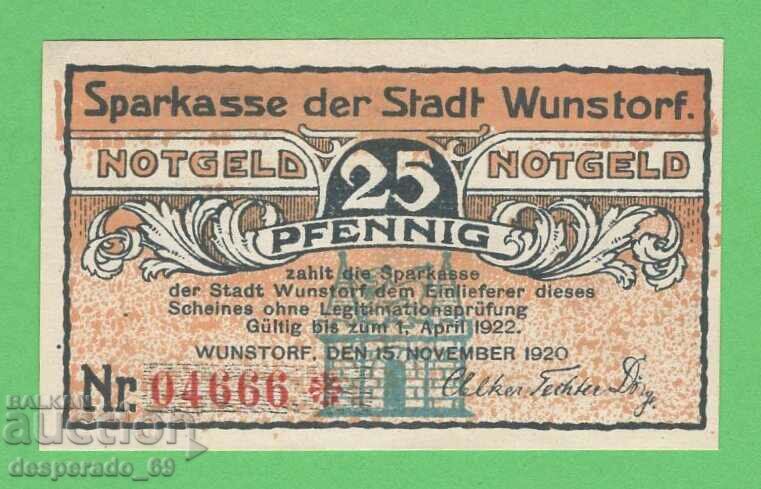 Sparkasse der Stadt Wunstorf.
NOTGELD 25 NOTGELD
PFENNIG
zahlt die Sparkasse
der Stadt Wunstorf dem Einlieferer dieses
Scheines ohne Legitimationsprüfung
Gültig bis zum 1. April 1922.
WUNSTORF, DEN 15. NOVEMBER 1920
Nr. 04666 *
BALKAN
auction
desperado_69